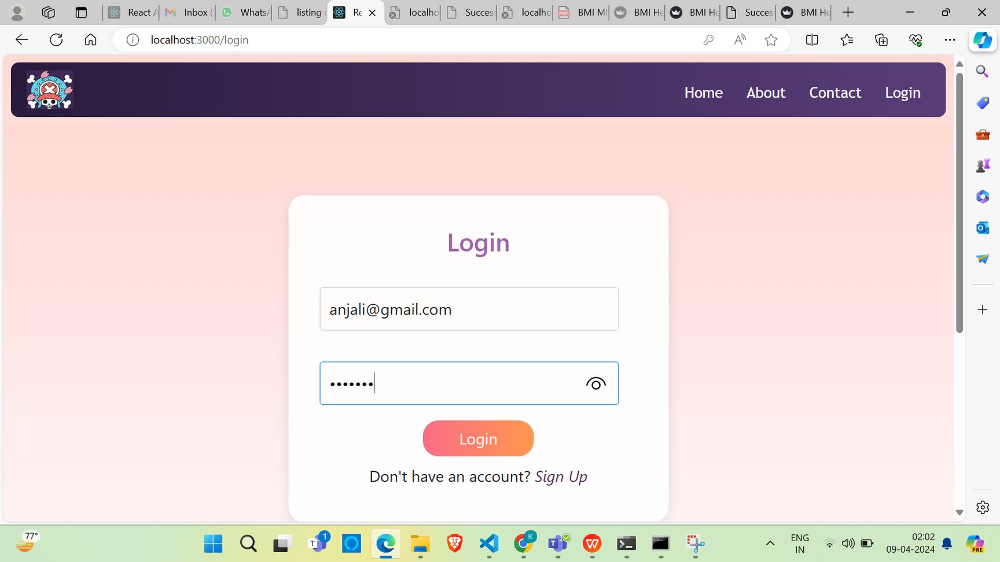 React A
Inbox (
WhatsA
listing
Re
localho
Succes
localho
BMI MI
BMI He
BMI He
Succes
BMI He
localhost:3000/login
Home
About
Contact
Login
Login
anjali@gmail.com
•••••••
Login
Don't have an account? Sign Up
77°
1
K
ENG
IN
02:02
09-04-2024
PRE